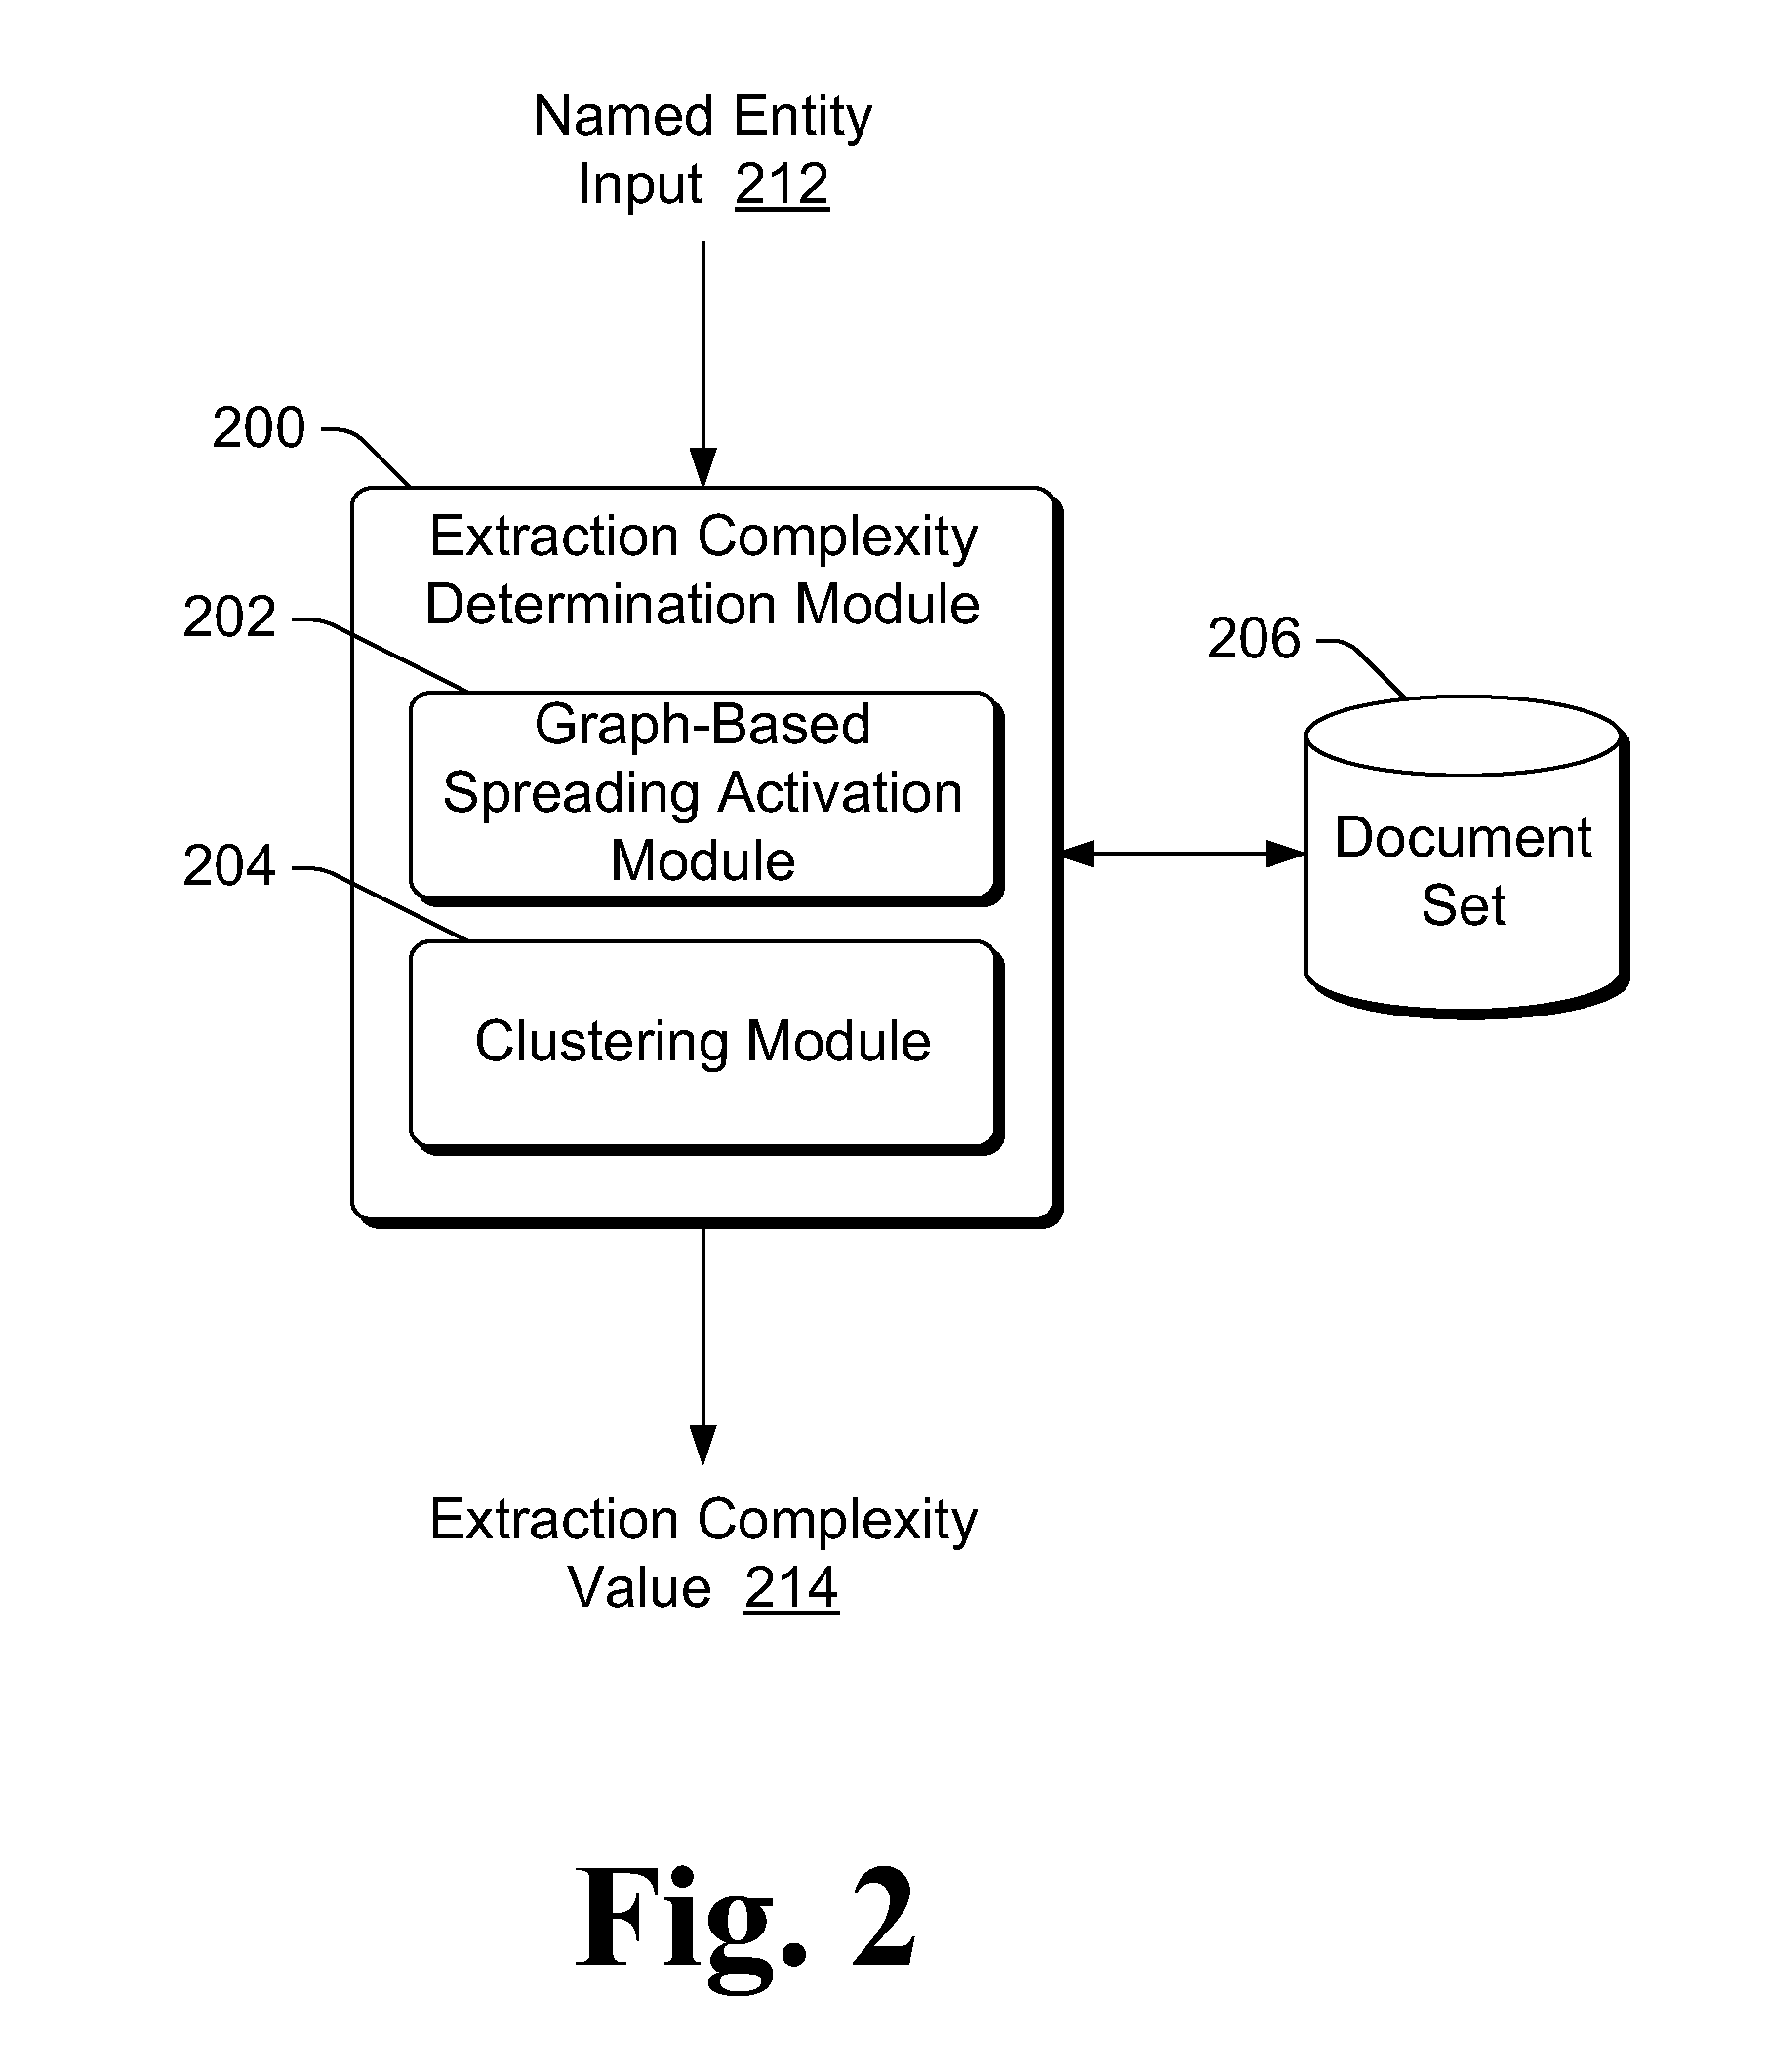 Named Entity
Input 212
200
Extraction Complexity
Determination Module
202
Graph-Based
Spreading Activation
Module
204
Clustering Module
206
Document
Set
Extraction Complexity
Value 214
Fig. 2